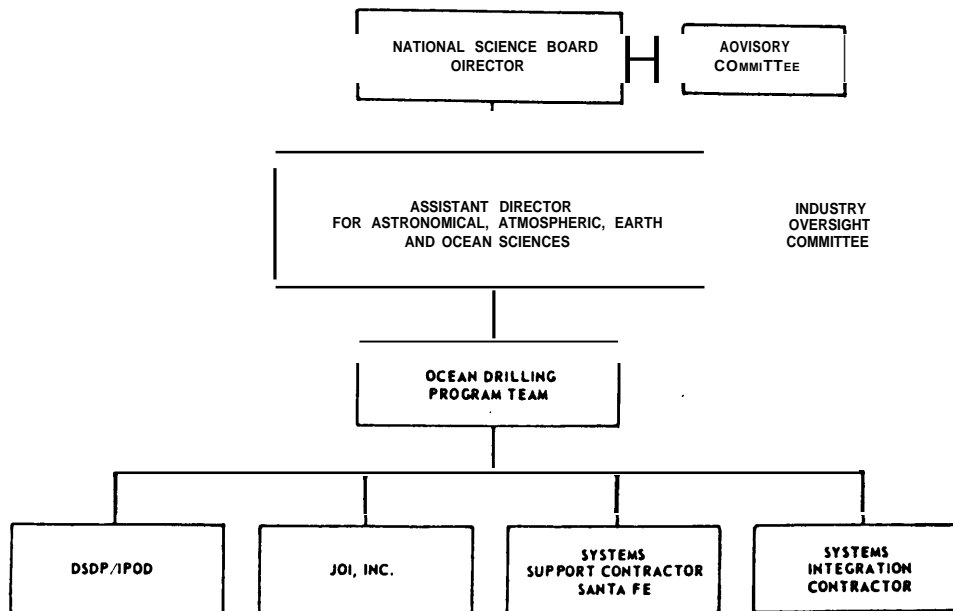 NATIONAL SCIENCE BOARD
OIRECTOR
AOVISORY
COMMITTEE
ASSISTANT DIRECTOR
FOR ASTRONOMICAL, ATMOSPHERIC, EARTH
AND OCEAN SCIENCES
INDUSTRY
OVERSIGHT
COMMITTEE
OCEAN DRILLING
PROGRAM TEAM
DSDP/IPOD
JOI, INC.
SYSTEMS
SUPPORT CONTRACTOR
SANTA FE
SYSTEMS
INTEGRATION
CONTRACTOR